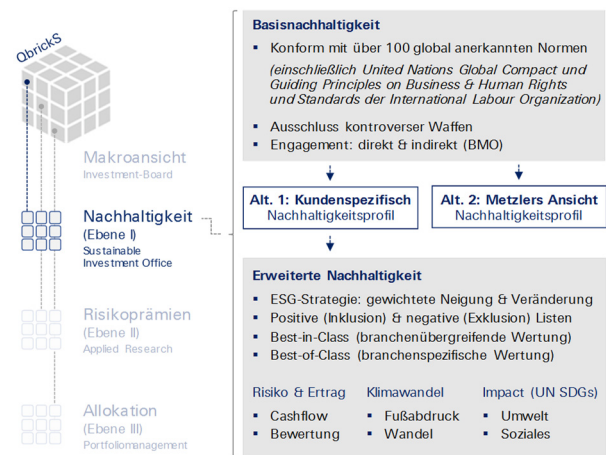 QbrickS
Makroansicht
Investment-Board
Nachhaltigkeit
(Ebene I)
Sustainable
Investment Office
Risikoprämien
(Ebene II)
Applied Research
Allokation
(Ebene III)
Portfoliomanagement
Basisnachhaltigkeit
▪ Konform mit über 100 global anerkannten Normen
(einschließlich United Nations Global Compact und
Guiding Principles on Business & Human Rights
und Standards der International Labour Organization)
▪ Ausschluss kontroverser Waffen
▪ Engagement: direkt & indirekt (BMO)
Alt. 1: Kundenspezifisch
Nachhaltigkeitsprofil
Alt. 2: Metzlers Ansicht
Nachhaltigkeitsprofil
Erweiterte Nachhaltigkeit
▪ ESG-Strategie: gewichtete Neigung & Veränderung
▪ Positive (Inklusion) & negative (Exklusion) Listen
▪ Best-in-Class (branchenübergreifende Wertung)
▪ Best-of-Class (branchenspezifische Wertung)
Risiko & Ertrag
▪ Cashflow
▪ Bewertung
Klimawandel
▪ Fußabdruck
▪ Wandel
Impact (UN SDGs)
▪ Umwelt
▪ Soziales